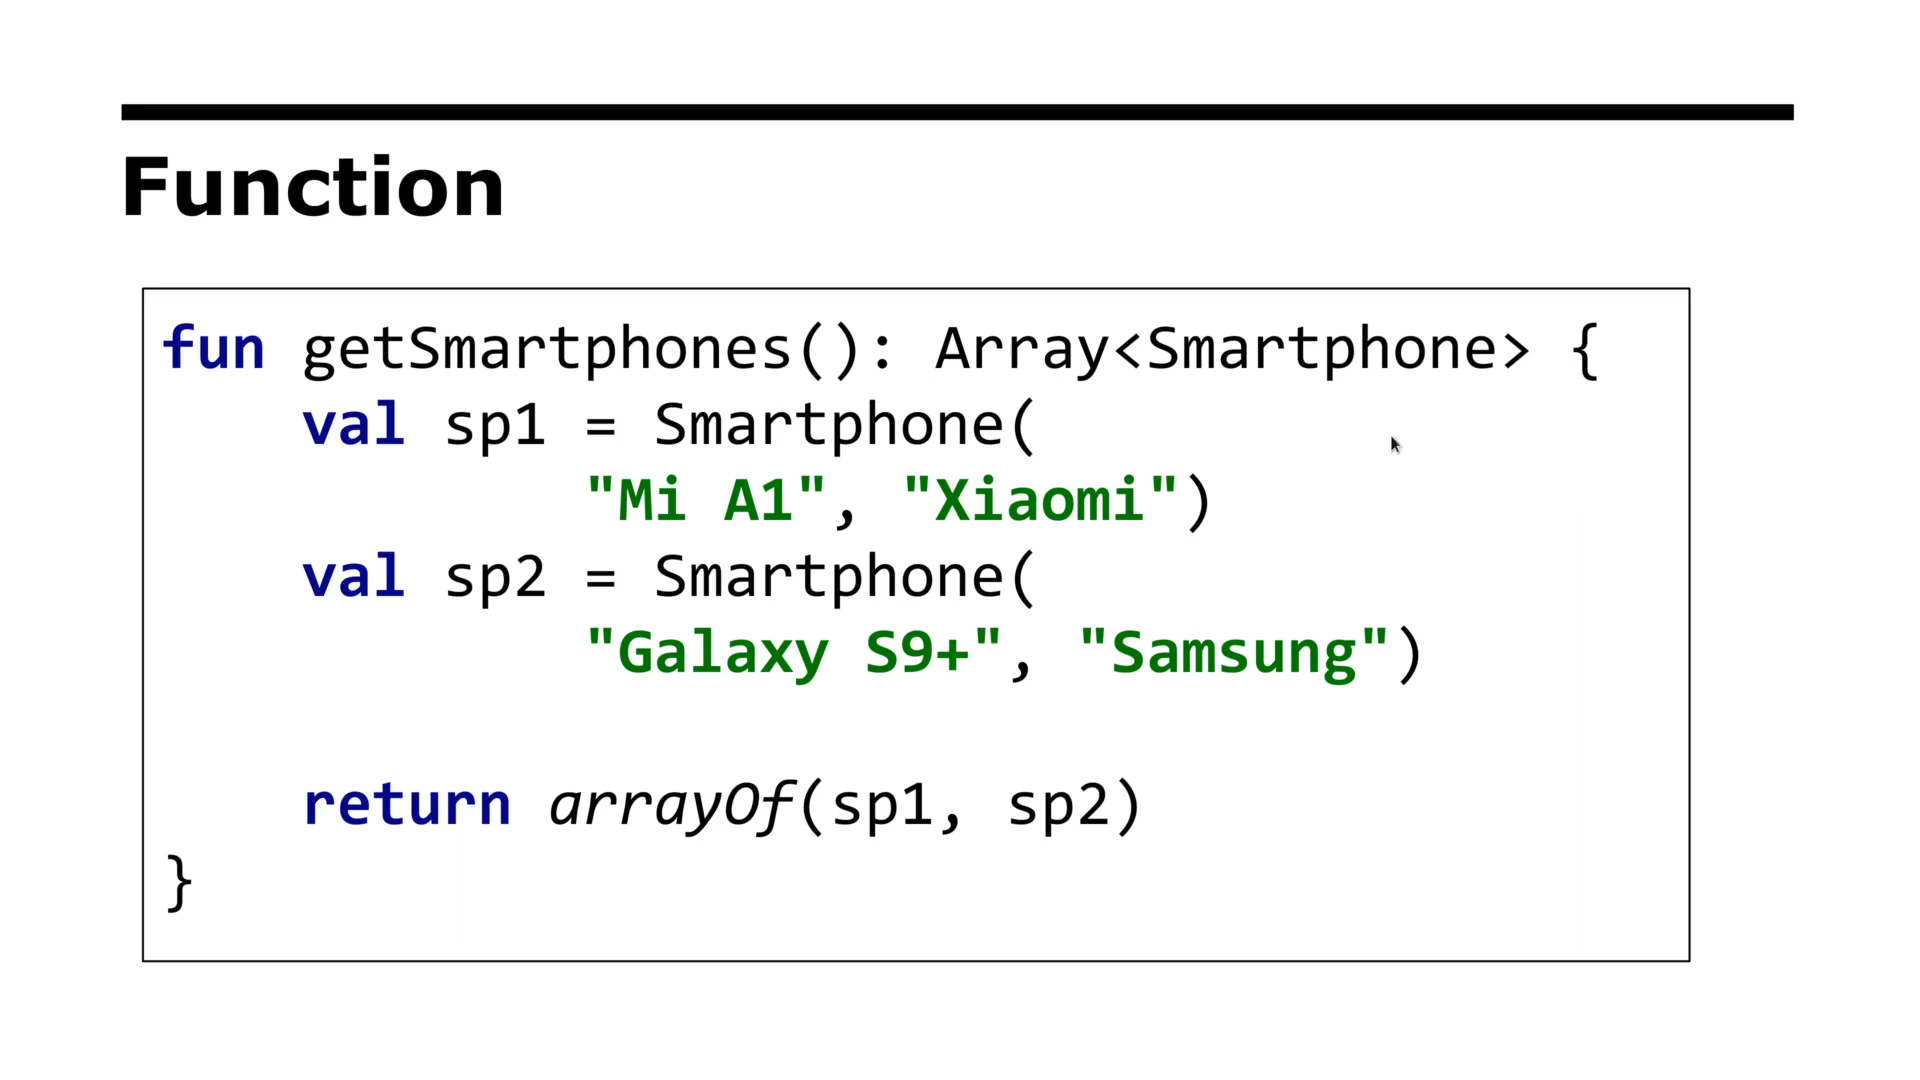 Function
fun getSmartphones(): Array<Smartphone> {
    val sp1 = Smartphone(
            "Mi A1", "Xiaomi")
    val sp2 = Smartphone(
            "Galaxy S9+", "Samsung")

    return arrayOf(sp1, sp2)
}